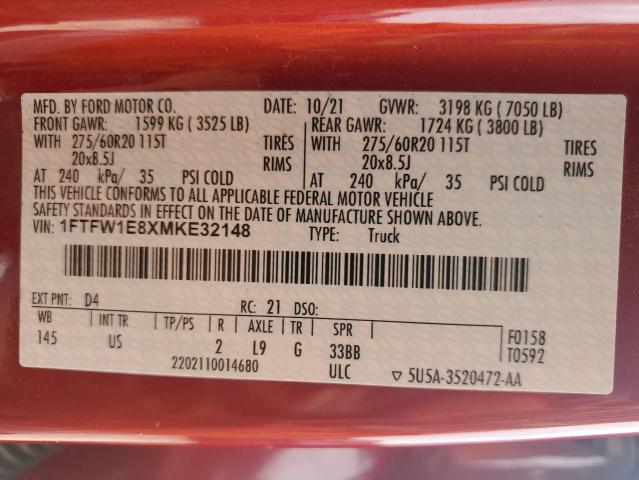 MFD. BY FORD MOTOR CO. DATE: 10/21 GVWR: 3198 KG ( 7050 LB)
FRONT GAWR: 1599 KG ( 3525 LB) REAR GAWR: 1724 KG ( 3800 LB)
WITH 275/60R20 115T TIRES WITH 275/60R20 115T TIRES
20x8.5J RIMS 20x8.5J RIMS
AT 240 kPa/ 35 PSI COLD AT 240 kPa/ 35 PSI COLD
THIS VEHICLE CONFORMS TO ALL APPLICABLE FEDERAL MOTOR VEHICLE
SAFETY STANDARDS IN EFFECT ON THE DATE OF MANUFACTURE SHOWN ABOVE.
VIN: 1FTFW1E8XMKE32148 TYPE: Truck
EXT PNT: D4 RC: 21 DSO:
WB INT TR TP/PS R AXLE TR SPR F0158
145 US 2 L9 G 33BB T0592
2202110014680 ULC ▽ 5U5A-3520472-AA